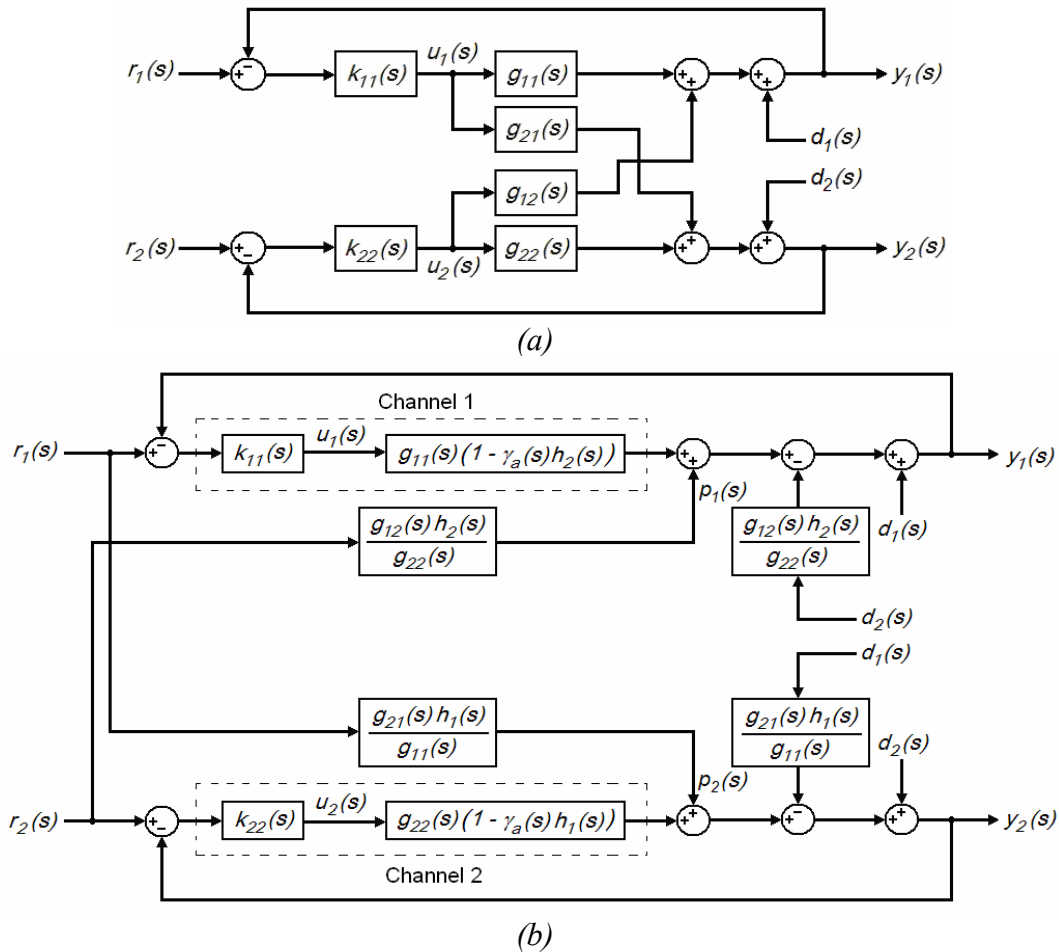 r₁(s)
k₁₁(s)
u₁(s)
g₁₁(s)
y₁(s)
g₂₁(s)
d₁(s)
g₁₂(s)
d₂(s)
r₂(s)
k₂₂(s)
u₂(s)
g₂₂(s)
y₂(s)
(a)
Channel 1
r₁(s)
k₁₁(s)
u₁(s)
g₁₁(s)(1 - γₐ(s)h₂(s))
y₁(s)
p₁(s)
d₁(s)
g₁₂(s) h₂(s)
g₂₂(s)
g₁₂(s) h₂(s)
g₂₂(s)
d₂(s)
d₁(s)
g₂₁(s) h₁(s)
g₁₁(s)
g₂₁(s) h₁(s)
g₁₁(s)
d₂(s)
p₂(s)
r₂(s)
k₂₂(s)
u₂(s)
g₂₂(s)(1 - γₐ(s)h₁(s))
y₂(s)
Channel 2
(b)